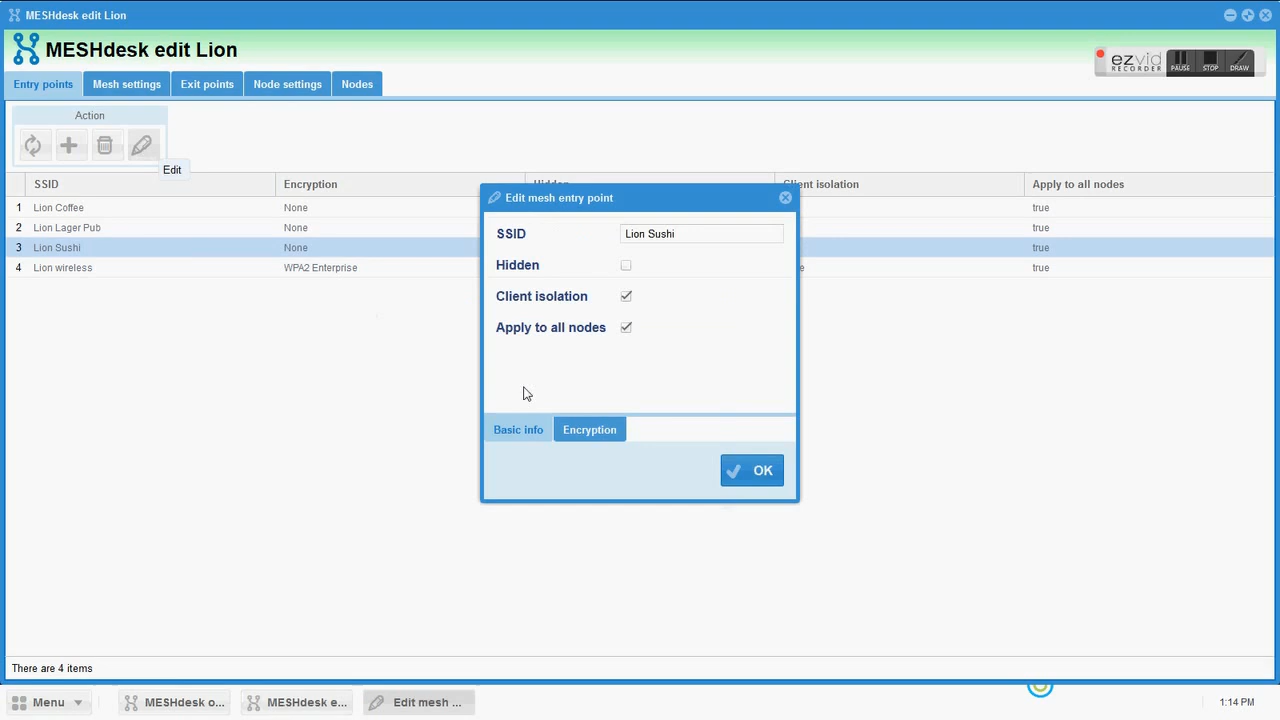 MESHdesk edit Lion
MESHdesk edit Lion
ezvid
RECORDER
PAUSE
STOP
DRAW
Entry points
Mesh settings
Exit points
Node settings
Nodes
Action
Edit
SSID
Encryption
Client isolation
Apply to all nodes
1 Lion Coffee None true
2 Lion Lager Pub None true
3 Lion Sushi None true
4 Lion wireless WPA2 Enterprise true
Edit mesh entry point
SSID Lion Sushi
Hidden
Client isolation
Apply to all nodes
Basic info
Encryption
OK
There are 4 items
Menu
MESHdesk o...
MESHdesk e...
Edit mesh ...
1:14 PM